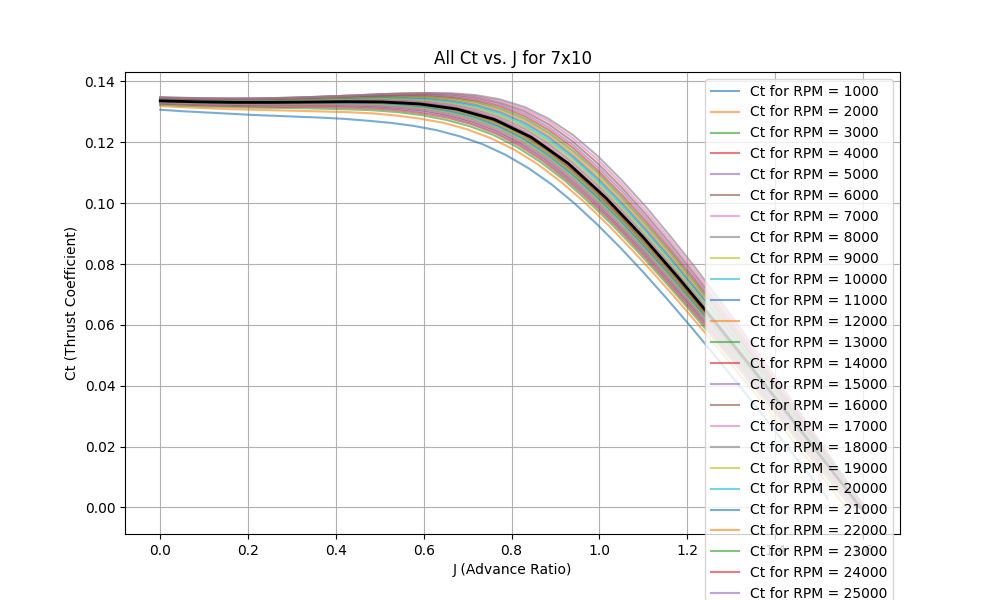 All Ct vs. J for 7x10
Ct (Thrust Coefficient)
0.14
0.12
0.10
0.08
0.06
0.04
0.02
0.00
0.0 0.2 0.4 0.6 0.8 1.0 1.2
J (Advance Ratio)
Ct for RPM = 1000
Ct for RPM = 2000
Ct for RPM = 3000
Ct for RPM = 4000
Ct for RPM = 5000
Ct for RPM = 6000
Ct for RPM = 7000
Ct for RPM = 8000
Ct for RPM = 9000
Ct for RPM = 10000
Ct for RPM = 11000
Ct for RPM = 12000
Ct for RPM = 13000
Ct for RPM = 14000
Ct for RPM = 15000
Ct for RPM = 16000
Ct for RPM = 17000
Ct for RPM = 18000
Ct for RPM = 19000
Ct for RPM = 20000
Ct for RPM = 21000
Ct for RPM = 22000
Ct for RPM = 23000
Ct for RPM = 24000
Ct for RPM = 25000